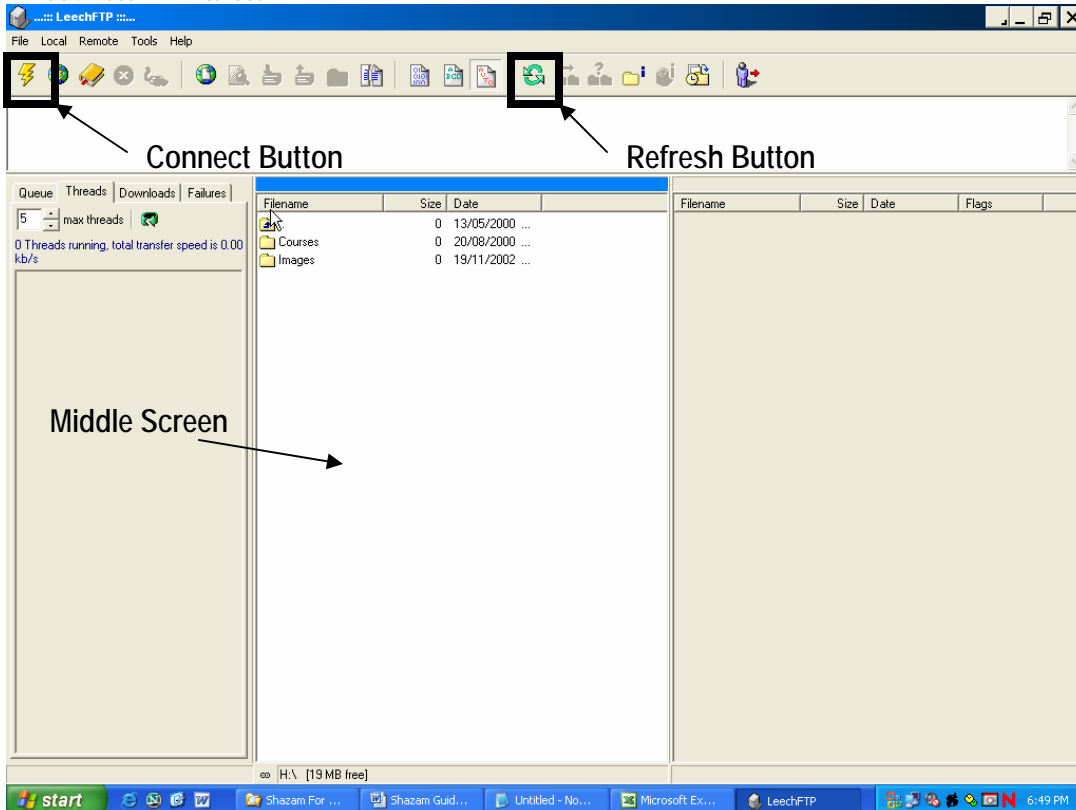 ...::: LeechFTP :::...
File Local Remote Tools Help
Connect Button
Refresh Button
Queue Threads Downloads Failures
5 max threads
0 Threads running, total transfer speed is 0.00
kb/s
Filename Size Date
0 13/05/2000 ...
Courses 0 20/08/2000 ...
Images 0 19/11/2002 ...
Filename Size Date Flags
Middle Screen
H:\ [19 MB free]
start
Shazam For ...
Shazam Guid...
Untitled - No...
Microsoft Ex...
LeechFTP
6:49 PM